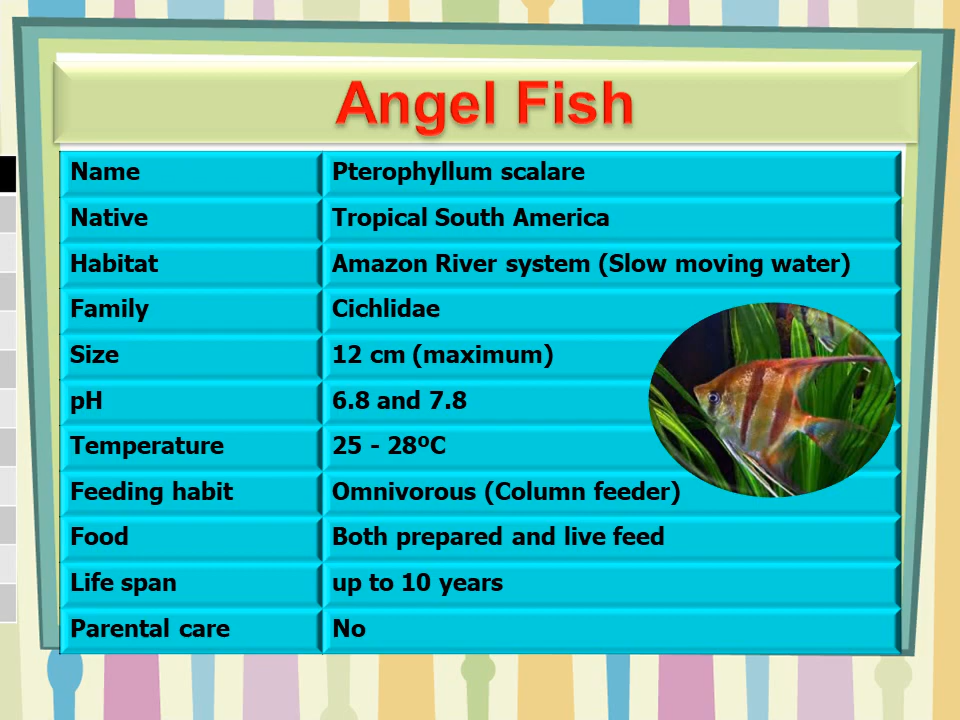 Angel Fish
Name Pterophyllum scalare
Native Tropical South America
Habitat Amazon River system (Slow moving water)
Family Cichlidae
Size 12 cm (maximum)
pH 6.8 and 7.8
Temperature 25 - 28ºC
Feeding habit Omnivorous (Column feeder)
Food Both prepared and live feed
Life span up to 10 years
Parental care No